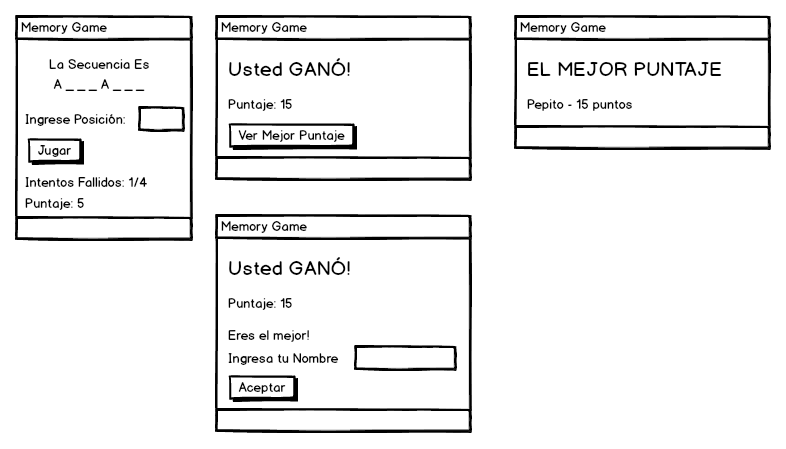 Memory Game
La Secuencia Es
A _ _ _ A _ _ _
Ingrese Posición:
Jugar
Intentos Fallidos: 1/4
Puntaje: 5
Memory Game
Usted GANÓ!
Puntaje: 15
Ver Mejor Puntaje
Memory Game
EL MEJOR PUNTAJE
Pepito - 15 puntos
Memory Game
Usted GANÓ!
Puntaje: 15
Eres el mejor!
Ingresa tu Nombre
Aceptar